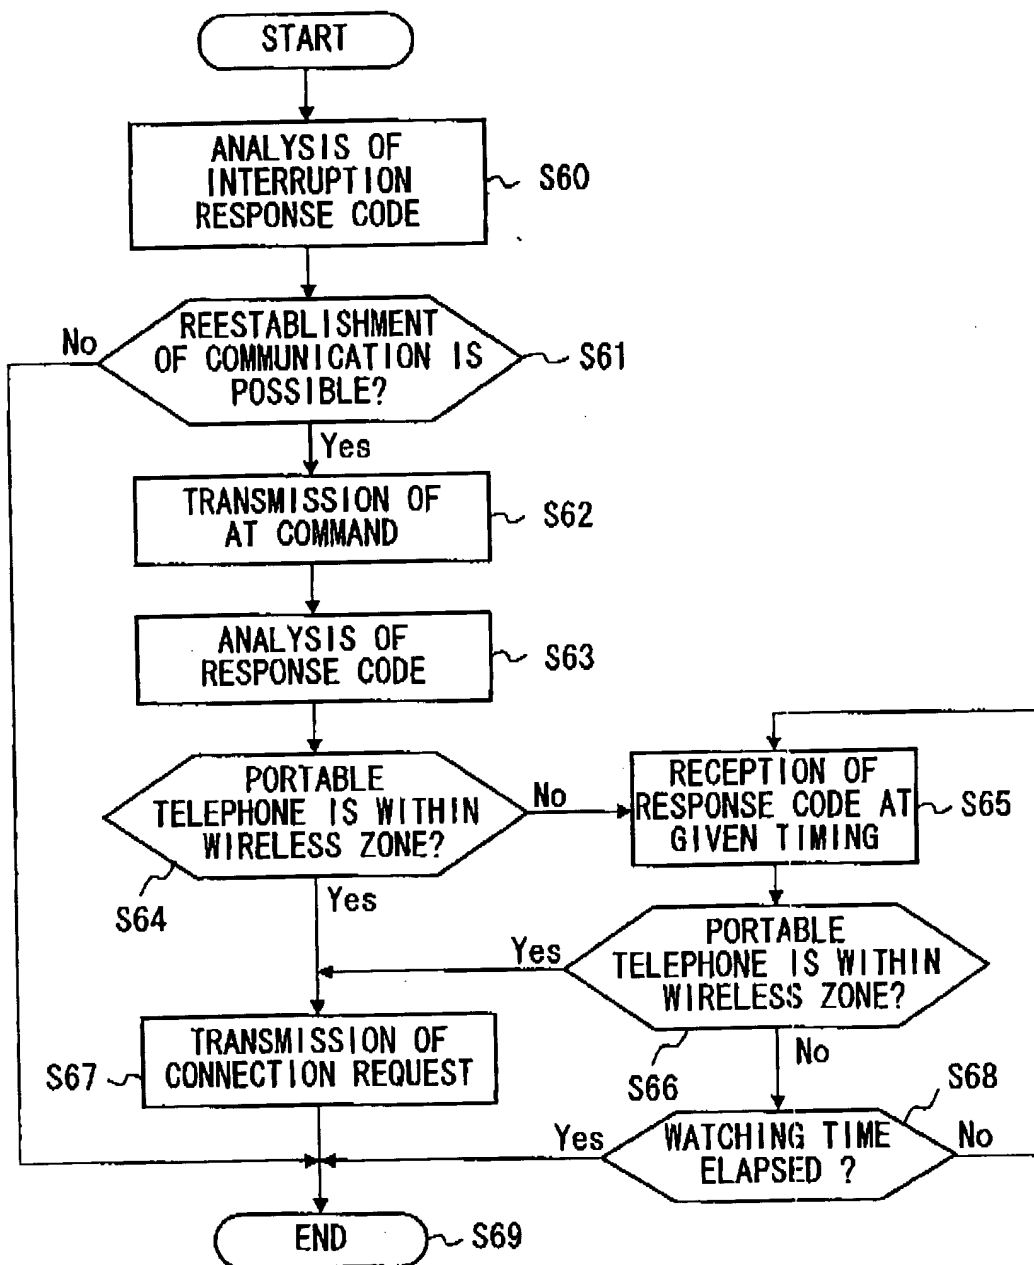 START
ANALYSIS OF
INTERRUPTION
RESPONSE CODE
S60
No
REESTABLISHMENT
OF COMMUNICATION IS
POSSIBLE?
S61
Yes
TRANSMISSION OF
AT COMMAND
S62
ANALYSIS OF
RESPONSE CODE
S63
PORTABLE
TELEPHONE IS WITHIN
WIRELESS ZONE?
No
S64
Yes
RECEPTION OF
RESPONSE CODE AT
GIVEN TIMING
S65
PORTABLE
TELEPHONE IS WITHIN
WIRELESS ZONE?
Yes
S66
No
TRANSMISSION OF
CONNECTION REQUEST
S67
WATCHING TIME
ELAPSED ?
S68
Yes
No
END
S69